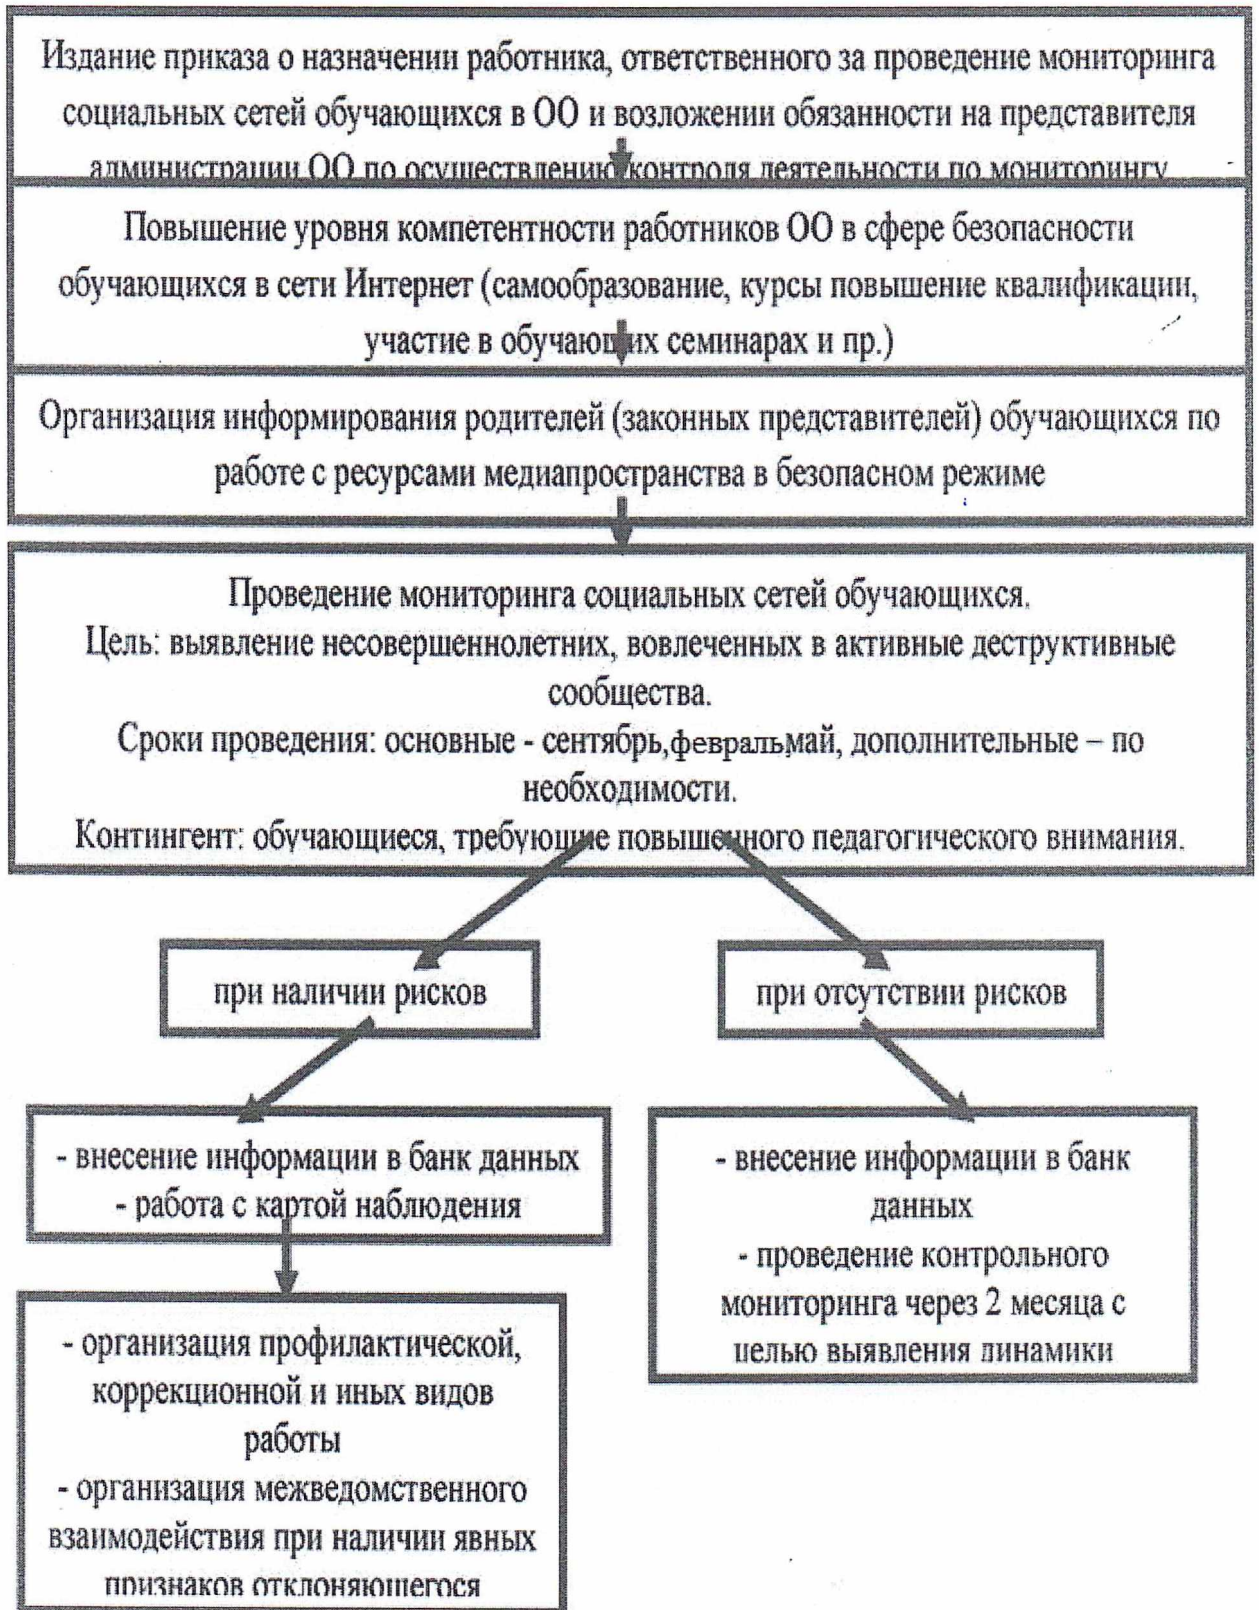 Издание приказа о назначении работника, ответственного за проведение мониторинга
социальных сетей обучающихся в ОО и возложении обязанности на представителя
администрации ОО по осуществлению контроля деятельности по мониторингу
Повышение уровня компетентности работников ОО в сфере безопасности
обучающихся в сети Интернет (самообразование, курсы повышение квалификации,
участие в обучающих семинарах и пр.)
Организация информирования родителей (законных представителей) обучающихся по
работе с ресурсами медиапространства в безопасном режиме
Проведение мониторинга социальных сетей обучающихся.
Цель: выявление несовершеннолетних, вовлеченных в активные деструктивные
сообщества.
Сроки проведения: основные - сентябрь,февраль,май, дополнительные – по
необходимости.
Контингент: обучающиеся, требующие повышенного педагогического внимания.
при наличии рисков
при отсутствии рисков
- внесение информации в банк данных
- работа с картой наблюдения
- внесение информации в банк
данных
- проведение контрольного
мониторинга через 2 месяца с
целью выявления динамики
- организация профилактической,
коррекционной и иных видов
работы
- организация межведомственного
взаимодействия при наличии явных
признаков отклоняющегося